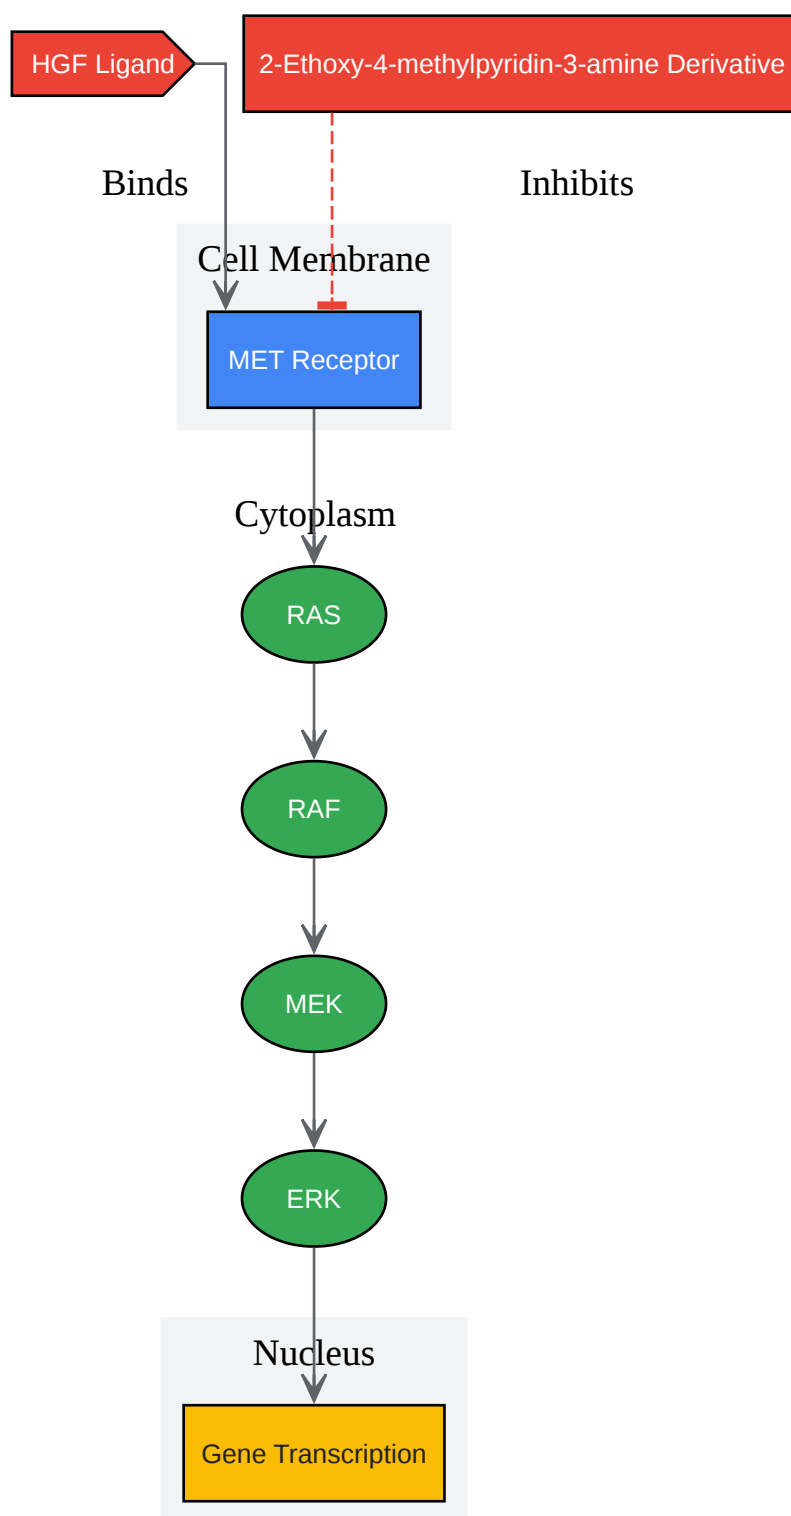 HGF Ligand
2-Ethoxy-4-methylpyridin-3-amine Derivative
Binds
Inhibits
Cell Membrane
MET Receptor
Cytoplasm
RAS
RAF
MEK
ERK
Nucleus
Gene Transcription